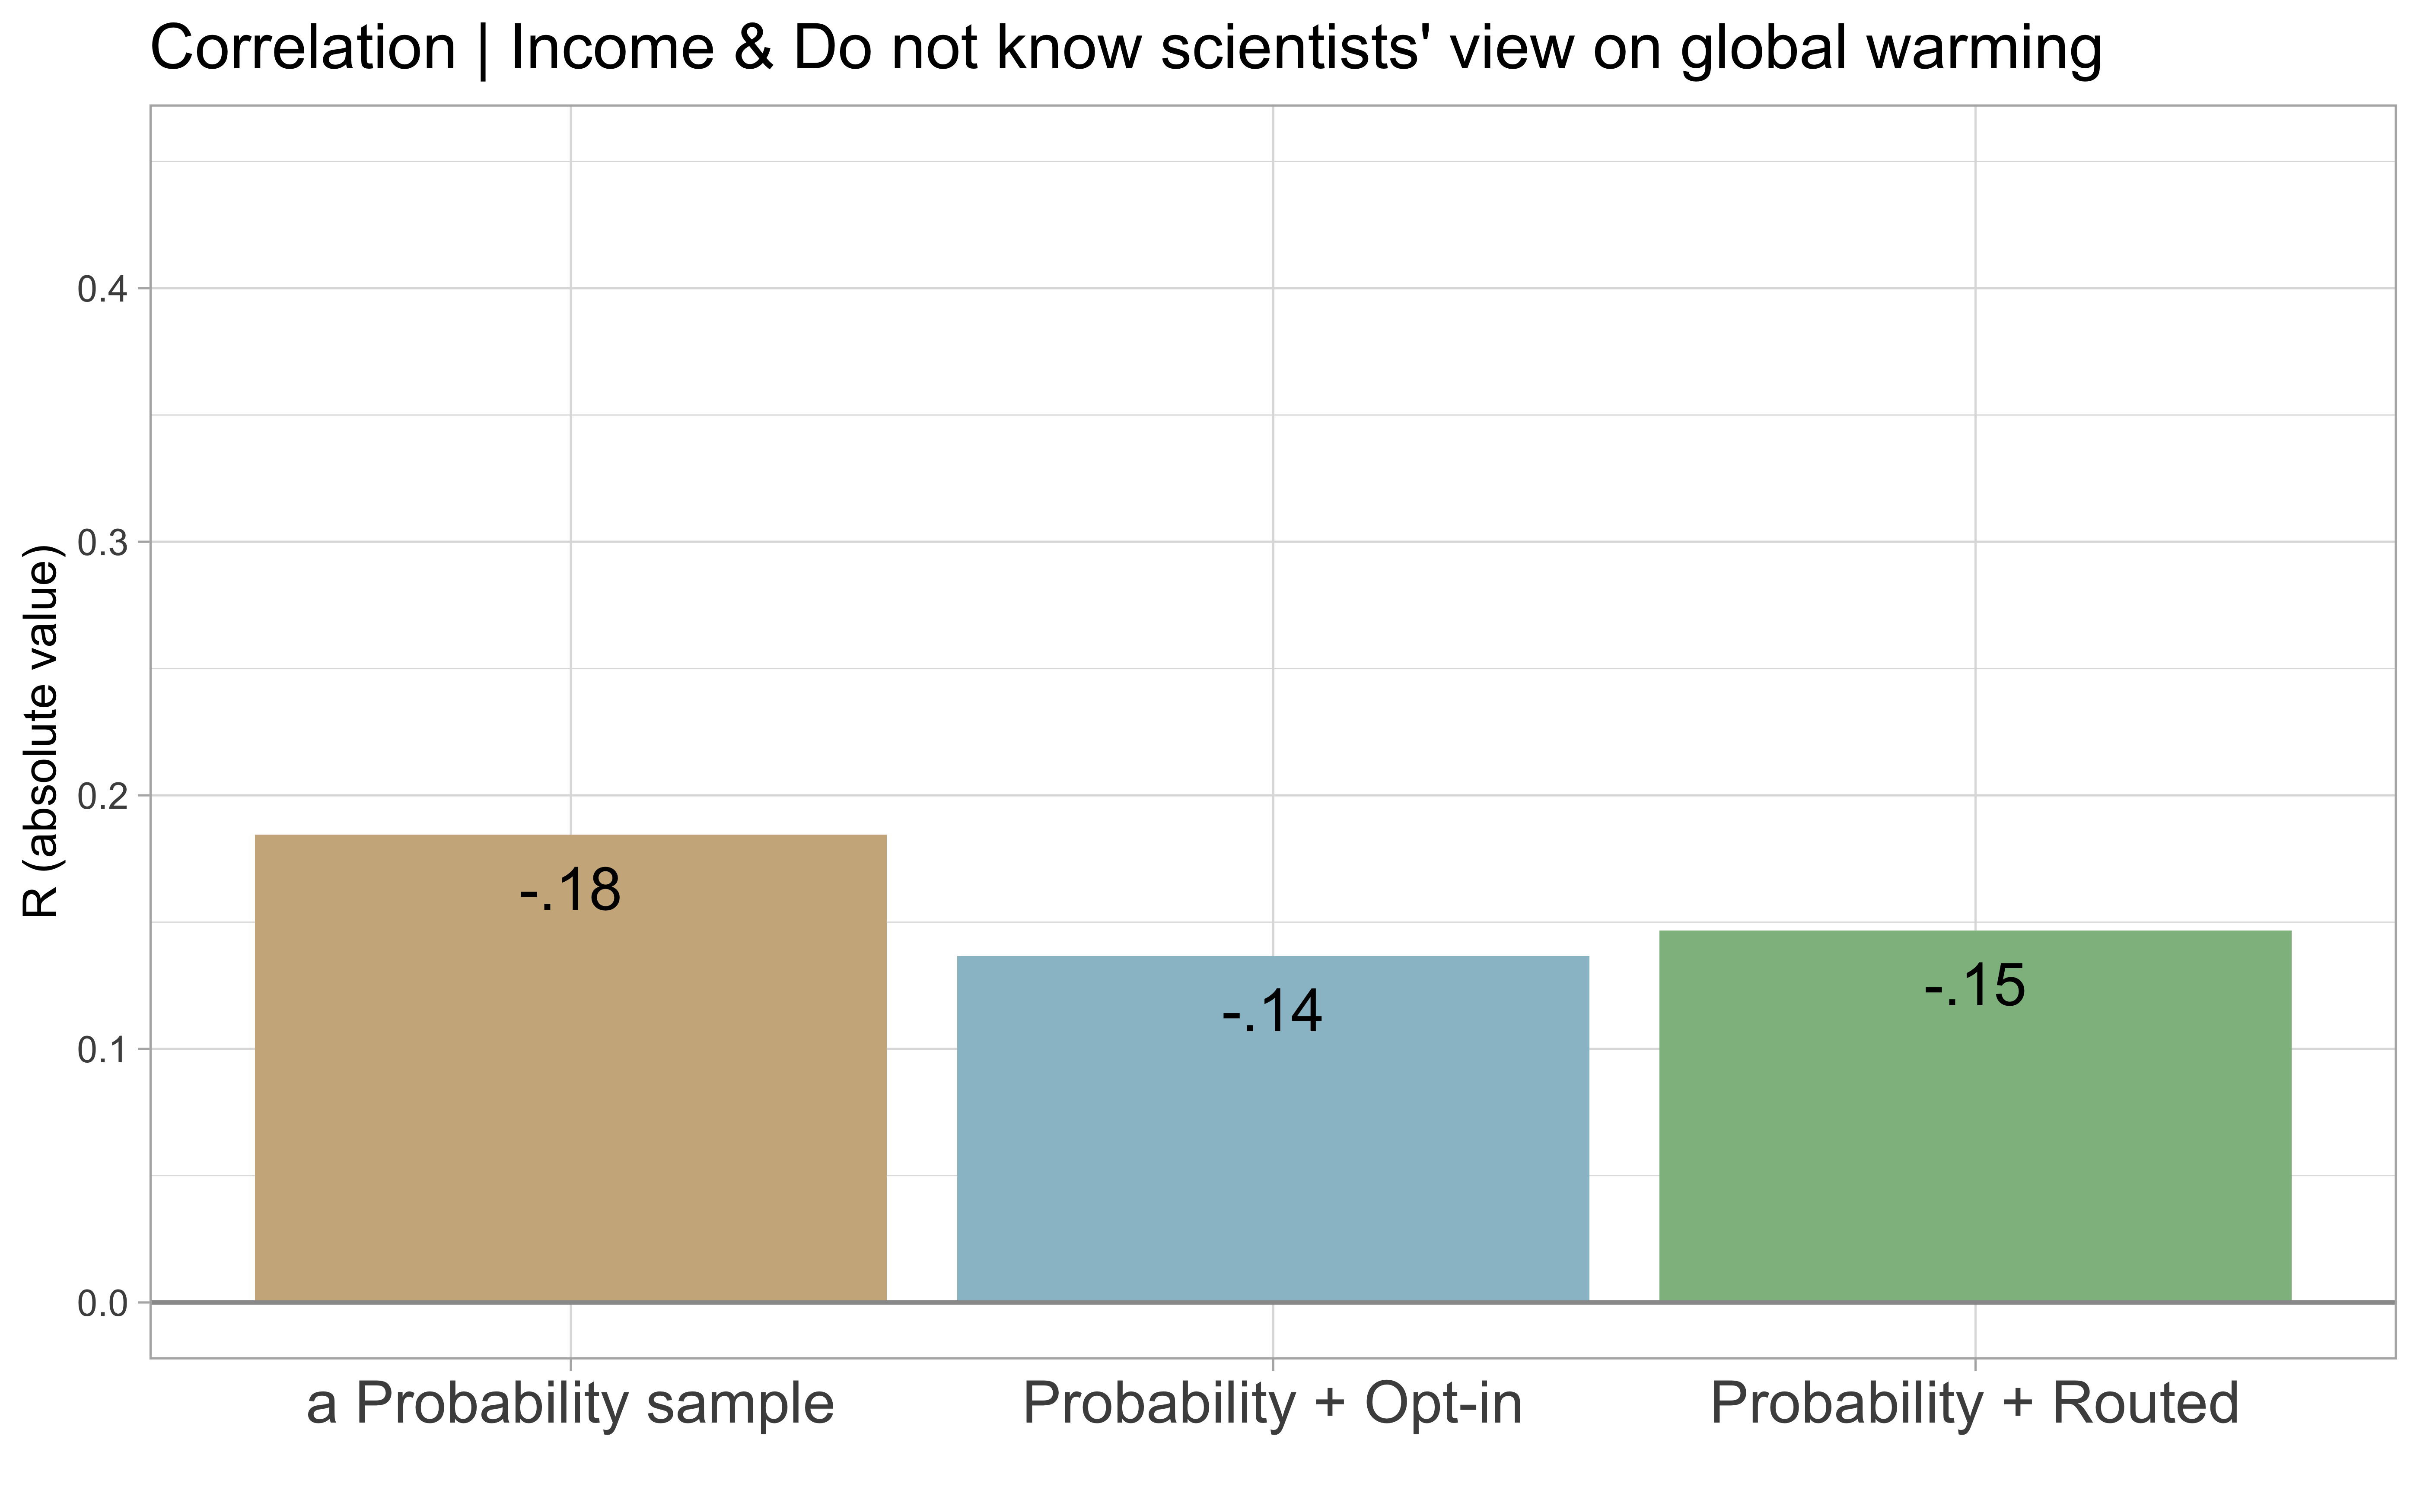 Correlation | Income & Do not know scientists' view on global warming
R (absolute value)
0.4
0.3
0.2
0.1
0.0
-.18
-.14
-.15
a Probability sample
Probability + Opt-in
Probability + Routed